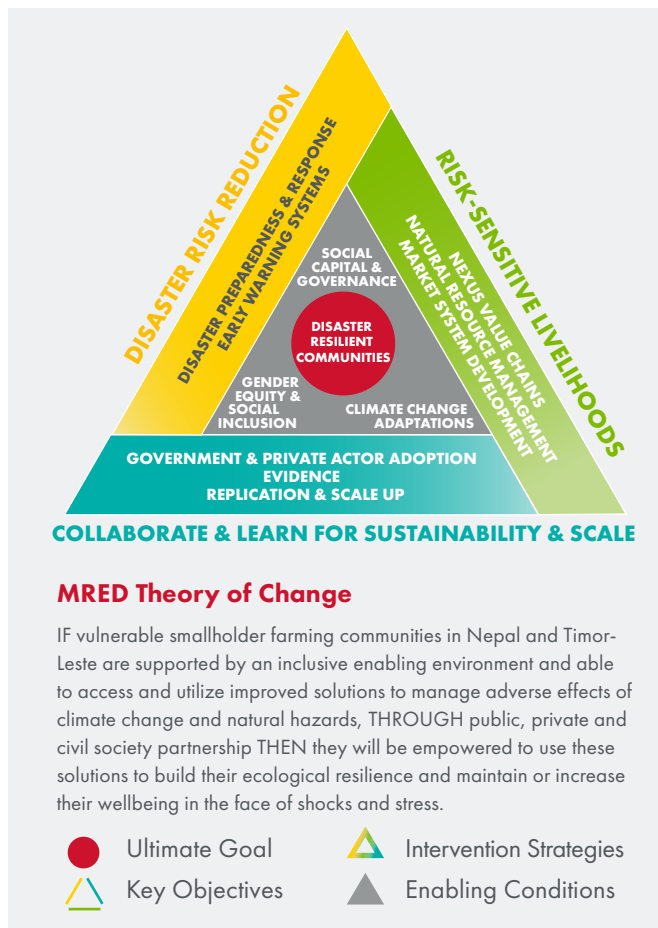 DISASTER RISK REDUCTION
DISASTER PREPAREDNESS & RESPONSE
EARLY WARNING SYSTEMS
RISK-SENSITIVE LIVELIHOODS
NEXUS VALUE CHAINS
NATURAL RESOURCE MANAGEMENT
MARKET SYSTEM DEVELOPMENT
SOCIAL
CAPITAL &
GOVERNANCE
DISASTER
RESILIENT
COMMUNITIES
GENDER
EQUITY &
SOCIAL
INCLUSION
CLIMATE CHANGE
ADAPTATIONS
GOVERNMENT & PRIVATE ACTOR ADOPTION
EVIDENCE
REPLICATION & SCALE UP
COLLABORATE & LEARN FOR SUSTAINABILITY & SCALE
MRED Theory of Change
IF vulnerable smallholder farming communities in Nepal and Timor-
Leste are supported by an inclusive enabling environment and able
to access and utilize improved solutions to manage adverse effects of
climate change and natural hazards, THROUGH public, private and
civil society partnership THEN they will be empowered to use these
solutions to build their ecological resilience and maintain or increase
their wellbeing in the face of shocks and stress.
Ultimate Goal
Intervention Strategies
Key Objectives
Enabling Conditions